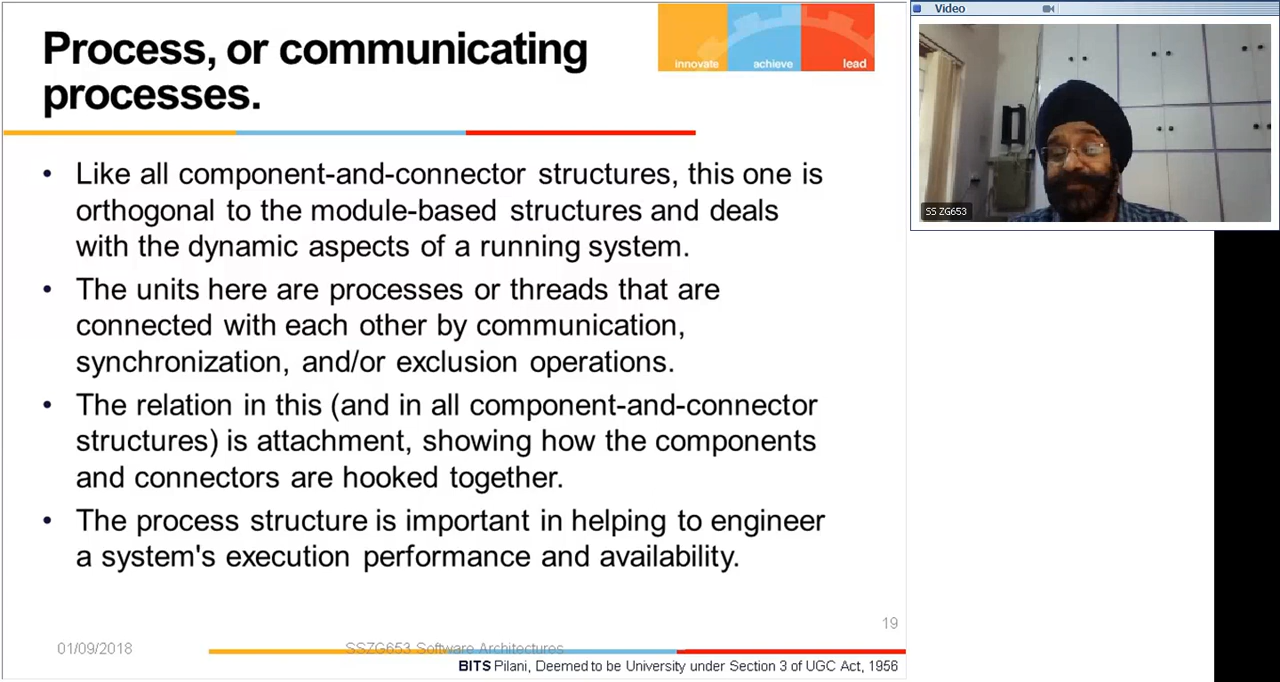 Process, or communicating
processes.
innovate achieve lead
Video
SS ZG653
• Like all component-and-connector structures, this one is
orthogonal to the module-based structures and deals
with the dynamic aspects of a running system.
• The units here are processes or threads that are
connected with each other by communication,
synchronization, and/or exclusion operations.
• The relation in this (and in all component-and-connector
structures) is attachment, showing how the components
and connectors are hooked together.
• The process structure is important in helping to engineer
a system's execution performance and availability.
19
01/09/2018 SSZG653 Software Architectures
BITS Pilani, Deemed to be University under Section 3 of UGC Act, 1956